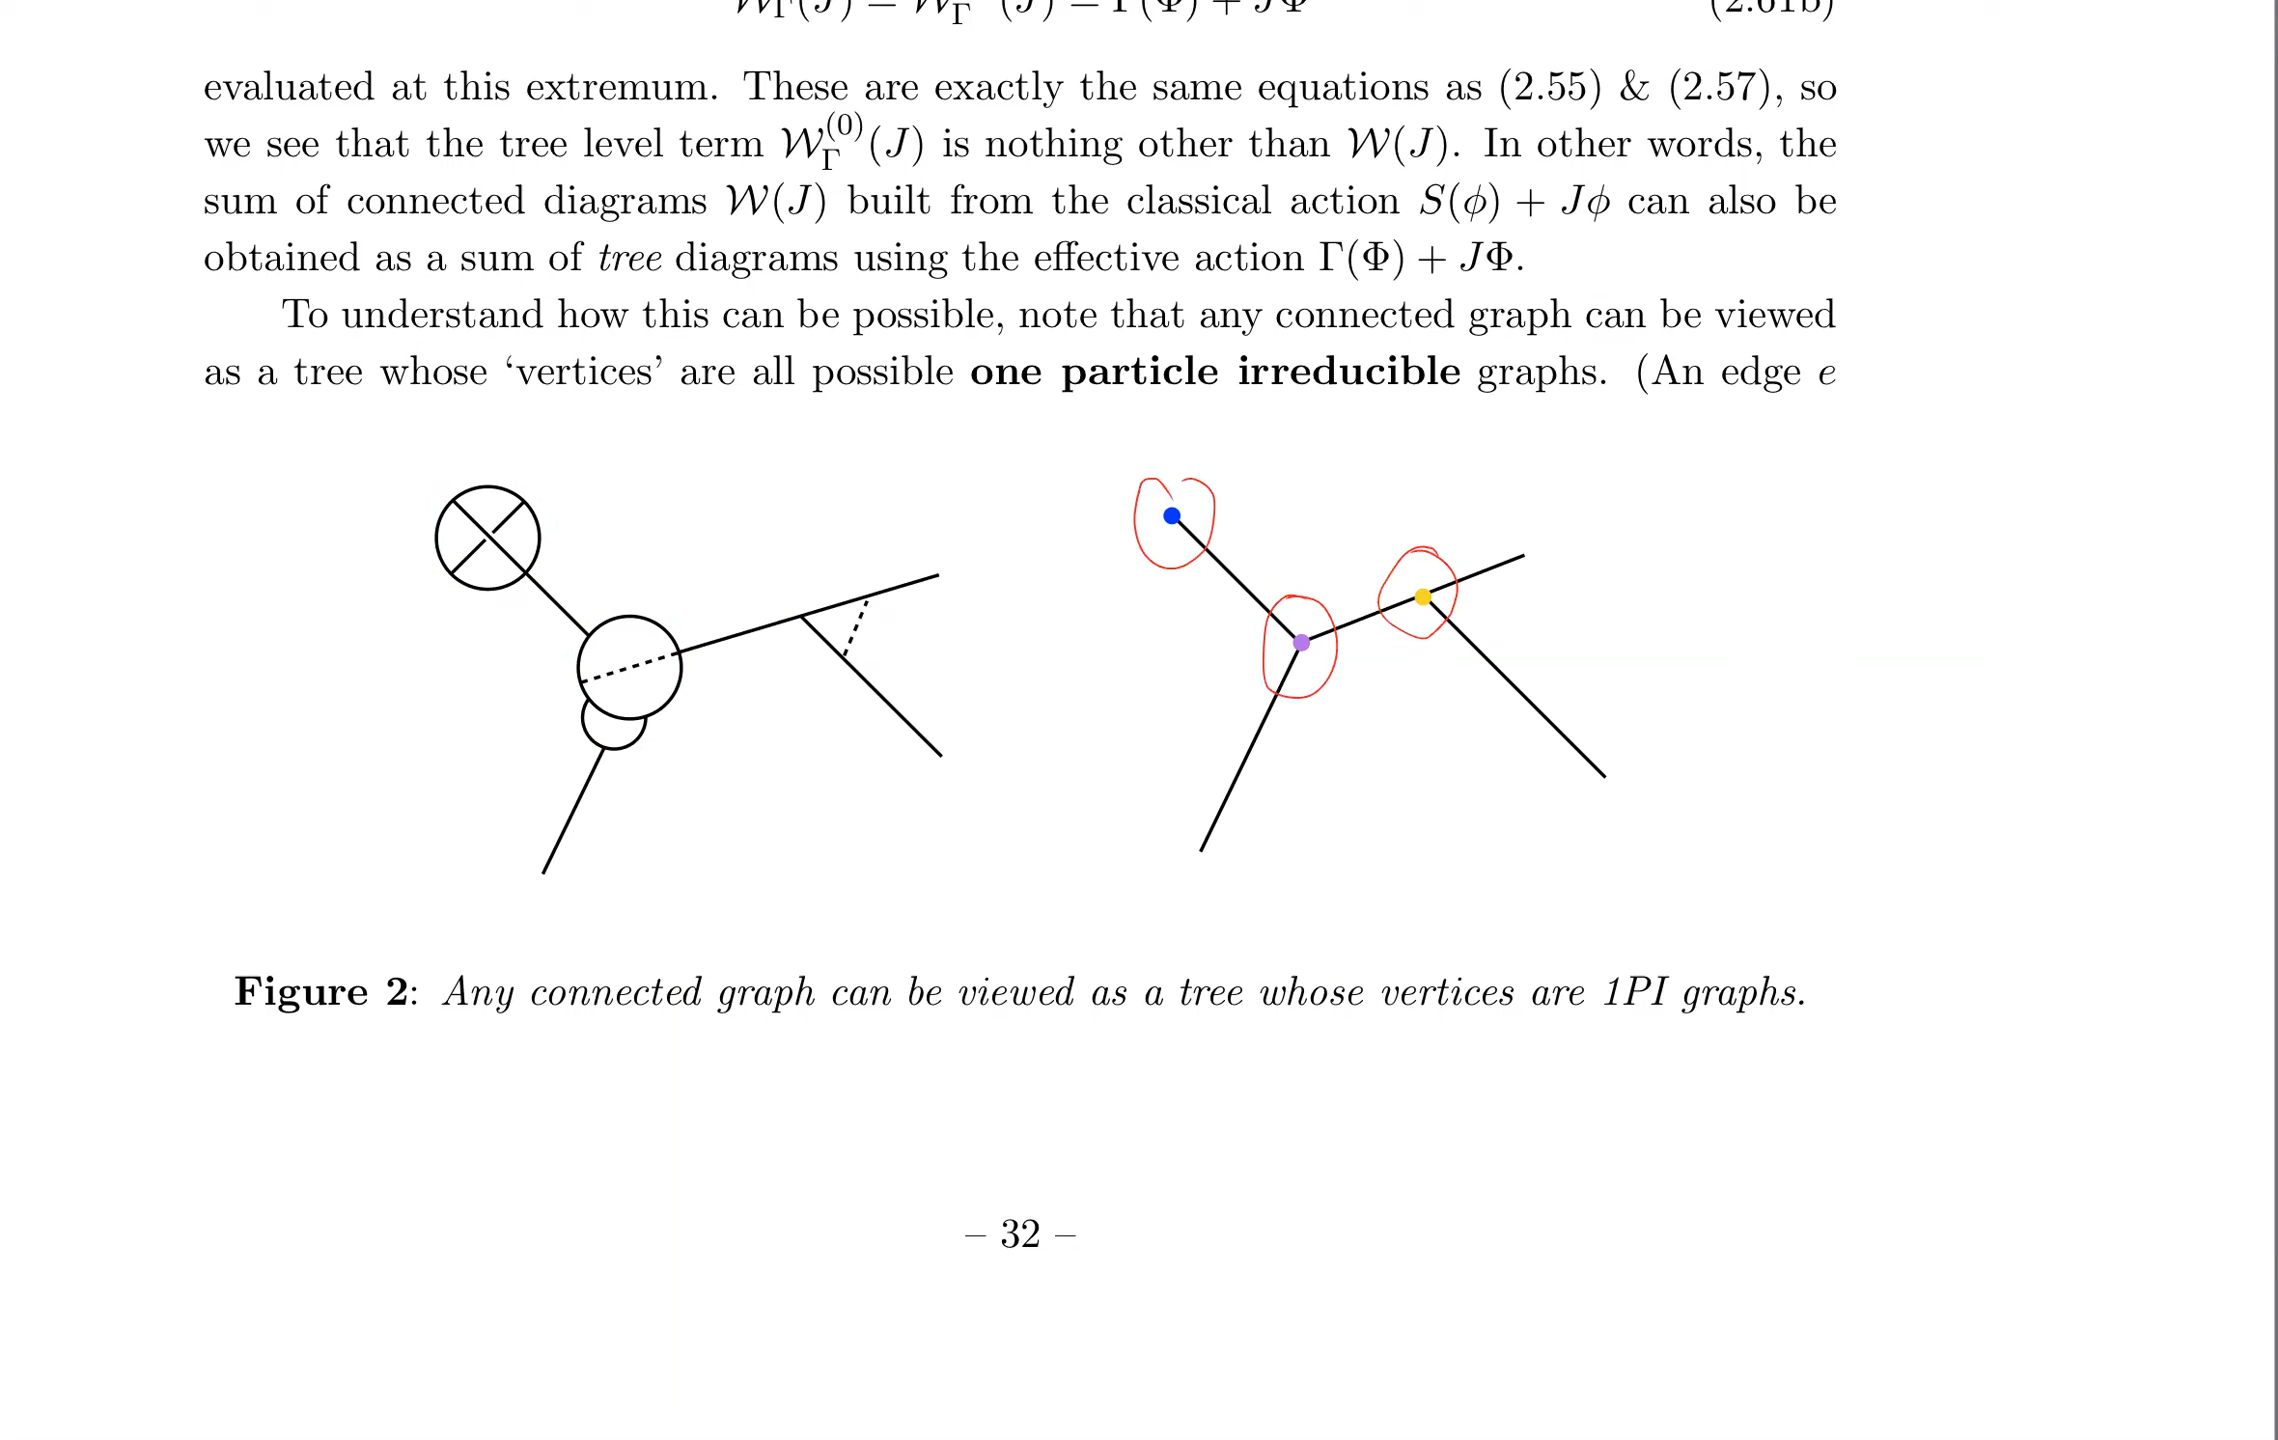 𝒲_Γ(J) = 𝒲_Γ (J) = Γ(Φ) + JΦ (2.61b)
evaluated at this extremum. These are exactly the same equations as (2.55) & (2.57), so
we see that the tree level term 𝒲_Γ^(0)(J) is nothing other than 𝒲(J). In other words, the
sum of connected diagrams 𝒲(J) built from the classical action S(ϕ) + Jϕ can also be
obtained as a sum of tree diagrams using the effective action Γ(Φ) + JΦ.
To understand how this can be possible, note that any connected graph can be viewed
as a tree whose ‘vertices’ are all possible one particle irreducible graphs. (An edge e
Figure 2: Any connected graph can be viewed as a tree whose vertices are 1PI graphs.
– 32 –